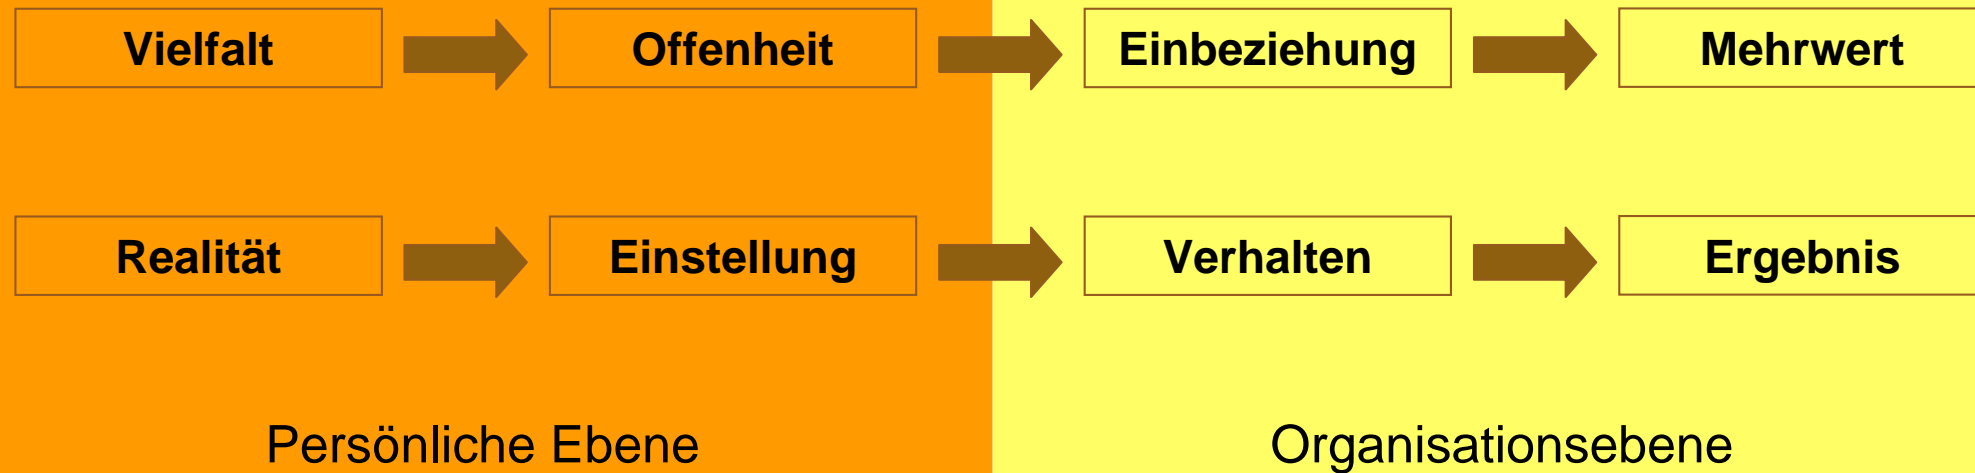 Vielfalt Offenheit Einbeziehung Mehrwert
Realität Einstellung Verhalten Ergebnis
Persönliche Ebene Organisationsebene